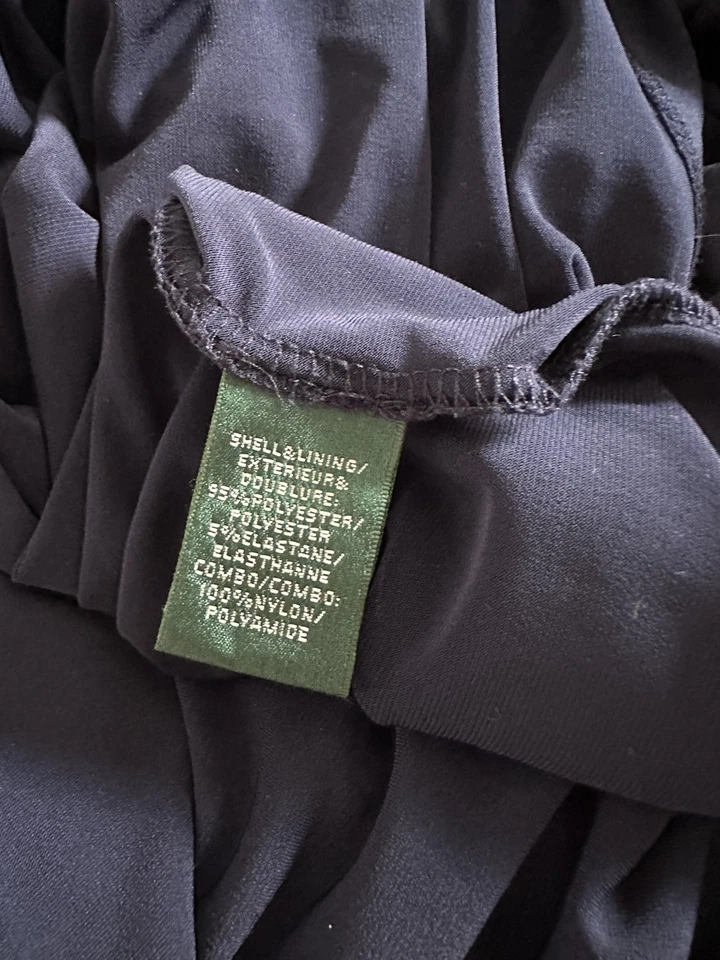 SHELL&LINING/
EXTERIEUR&
DOUBLURE:
95%POLYESTER/
POLYESTER
5%ELASTANE/
ELASTHANNE
COMBO/COMBO:
100%NYLON/
POLYAMIDE